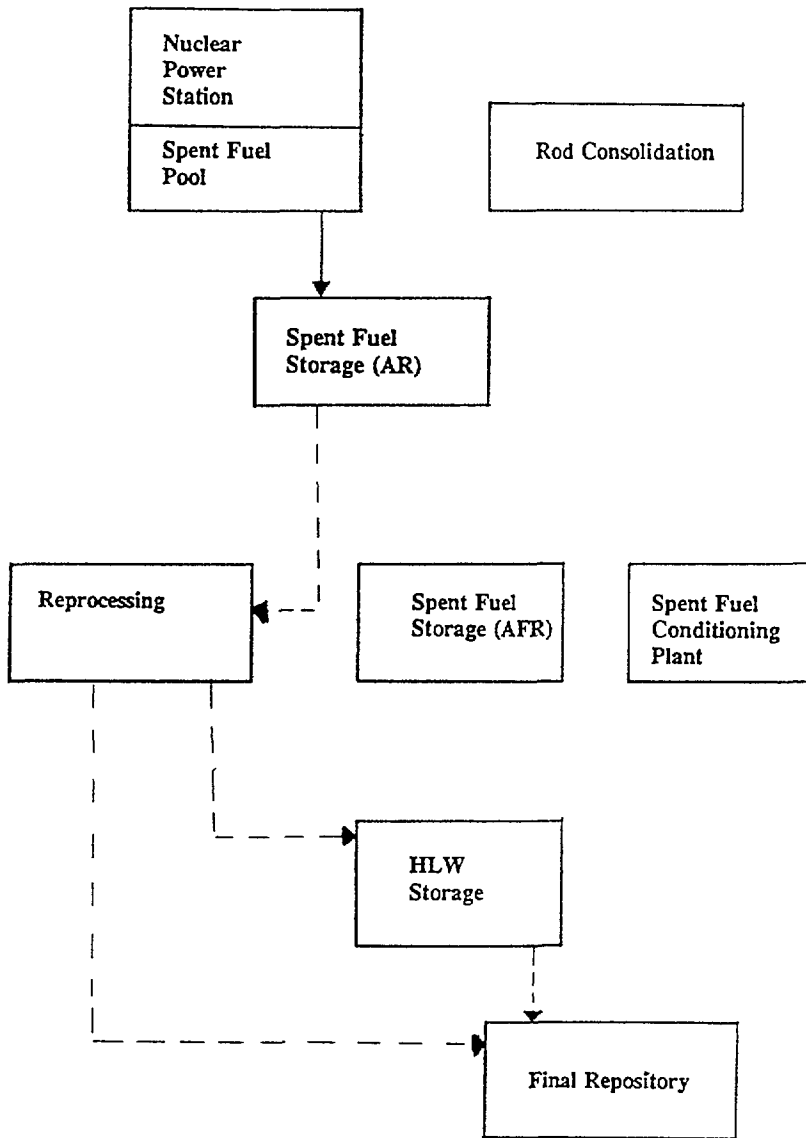 Nuclear
Power
Station
Spent Fuel
Pool
Rod Consolidation
Spent Fuel
Storage (AR)
Reprocessing
Spent Fuel
Storage (AFR)
Spent Fuel
Conditioning
Plant
HLW
Storage
Final Repository